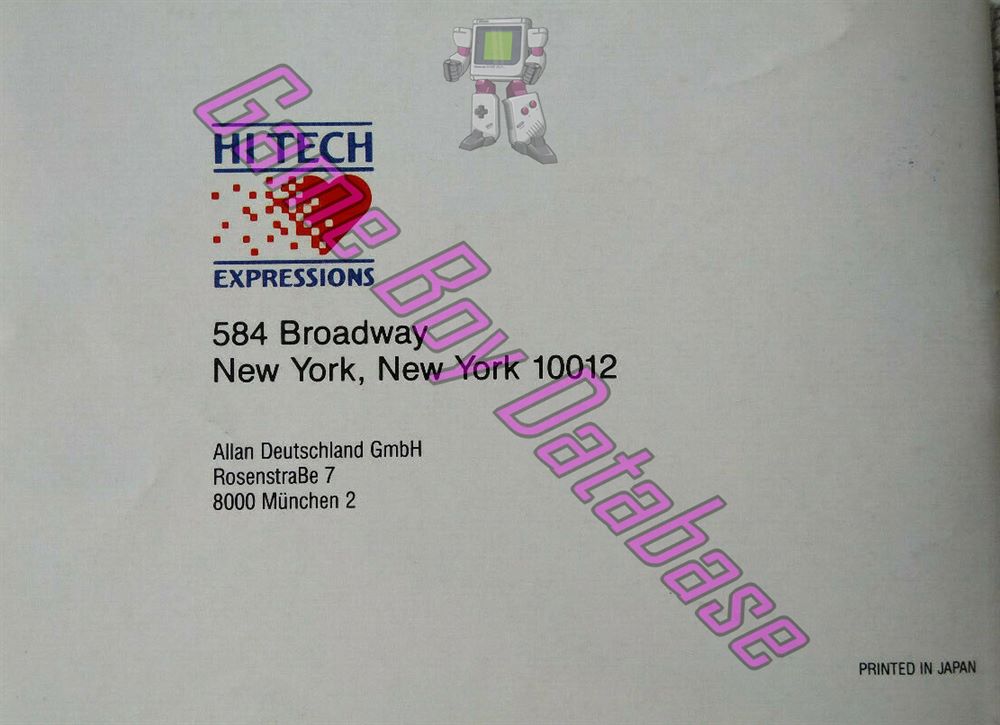 HI TECH
EXPRESSIONS
584 Broadway
New York, New York 10012
Allan Deutschland GmbH
RosenstraBe 7
8000 München 2
Game Boy Database
PRINTED IN JAPAN